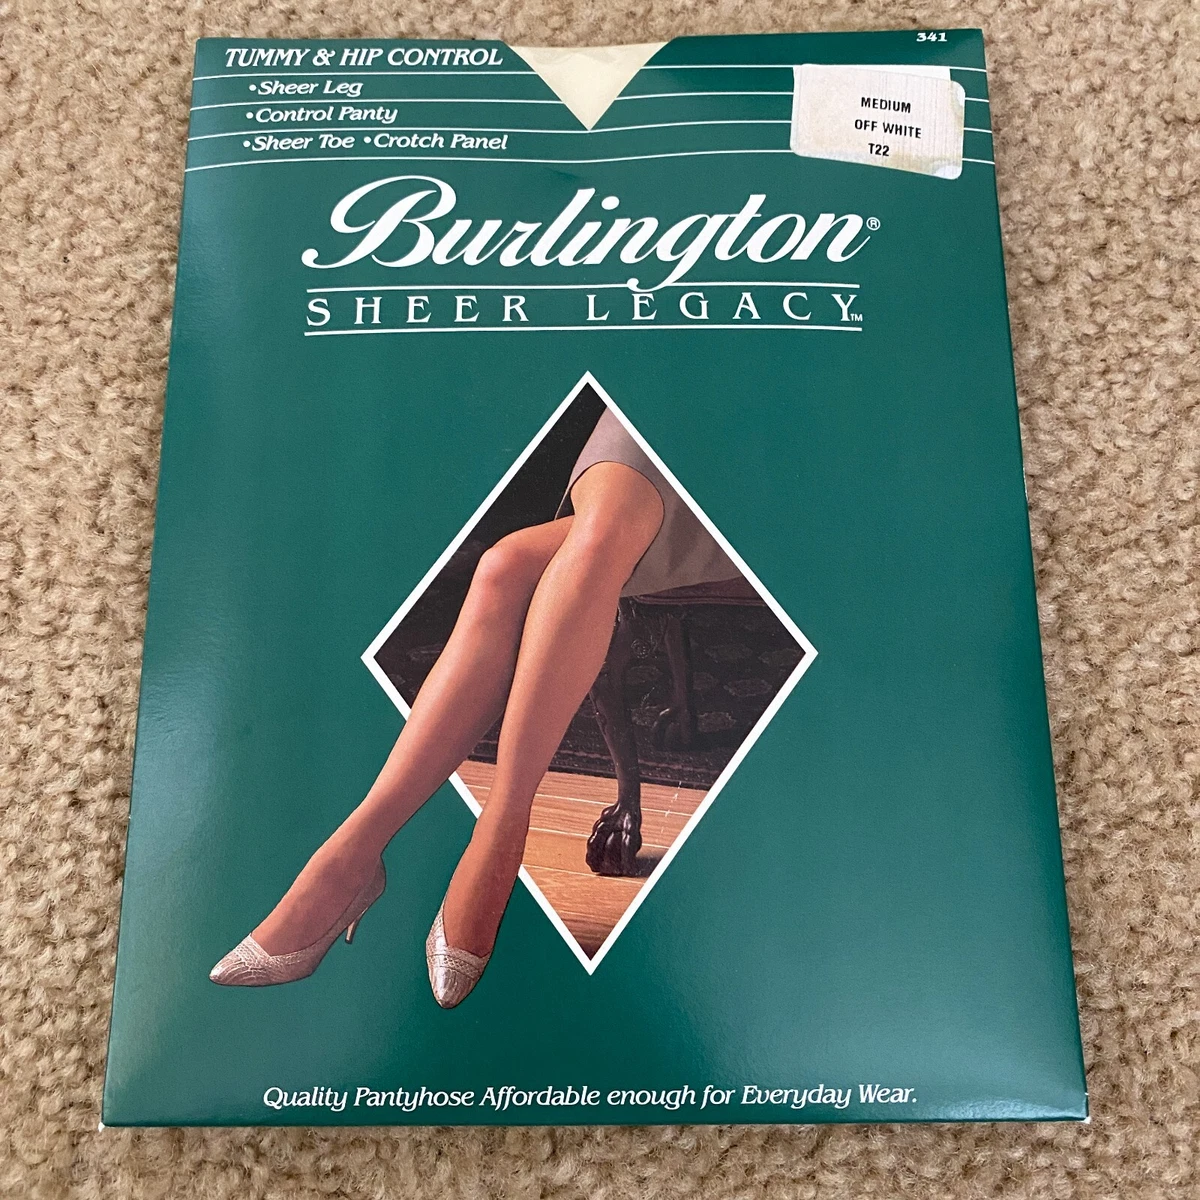 341
TUMMY & HIP CONTROL
•Sheer Leg
•Control Panty
•Sheer Toe •Crotch Panel
MEDIUM
OFF WHITE
T22
Burlington®
SHEER LEGACY™
Quality Pantyhose Affordable enough for Everyday Wear.